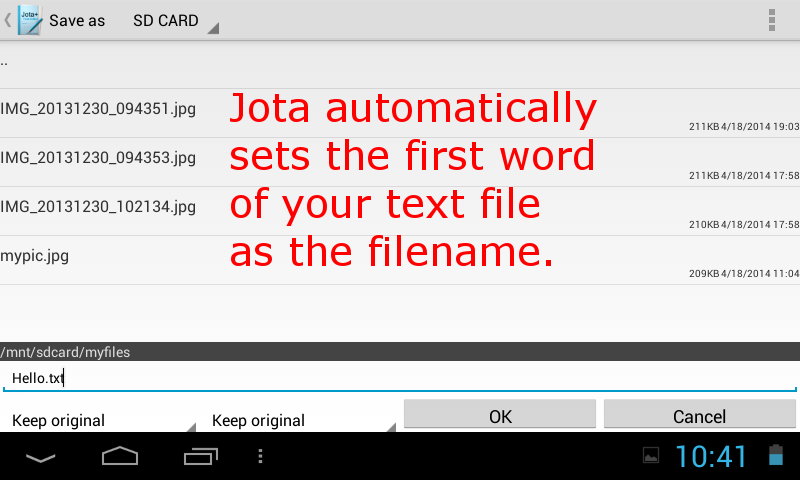 Jota+
Save as SD CARD
..
IMG_20131230_094351.jpg
211KB 4/18/2014 19:03
IMG_20131230_094353.jpg
211KB 4/18/2014 17:58
IMG_20131230_102134.jpg
210KB 4/18/2014 17:58
mypic.jpg
209KB 4/18/2014 11:04
Jota automatically
sets the first word
of your text file
as the filename.
/mnt/sdcard/myfiles
Hello.txt
Keep original Keep original OK Cancel
10:41